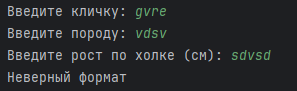 Введите кличку: gvre
Введите породу: vdsv
Введите рост по холке (см): sdvsd
Неверный формат